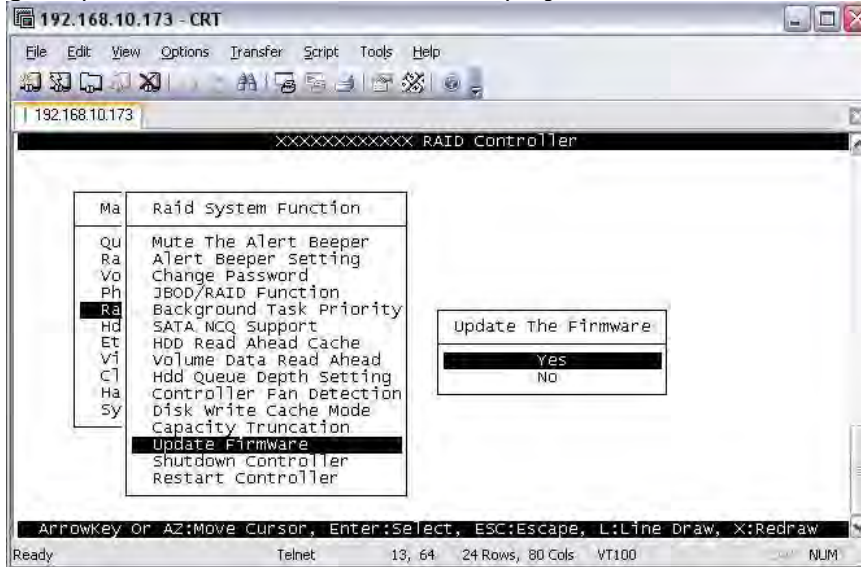 192.168.10.173 - CRT
File Edit View Options Transfer Script Tools Help
192.168.10.173
XXXXXXXXXXXX RAID Controller
Ma
Qu
Ra
Vo
Ph
Ra
Hd
Et
Vi
Cl
Ha
Sy
Raid System Function
Mute The Alert Beeper
Alert Beeper Setting
Change Password
JBOD/RAID Function
Background Task Priority
SATA NCQ Support
HDD Read Ahead Cache
Volume Data Read Ahead
Hdd Queue Depth Setting
Controller Fan Detection
Disk Write Cache Mode
Capacity Truncation
Update FirmWare
Shutdown Controller
Restart Controller
Update The Firmware
Yes
No
ArrowKey Or AZ:Move Cursor, Enter:Select, ESC:Escape, L:Line Draw, X:Redraw
Ready Telnet 13, 64 24 Rows, 80 Cols VT100 NUM